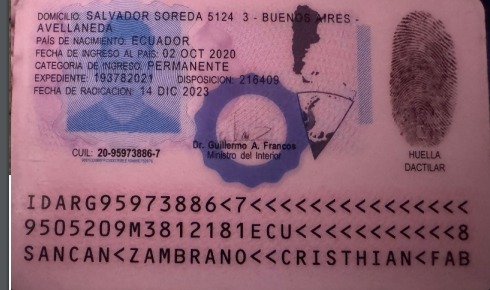 DOMICILIO: SALVADOR SOREDA 5124 3 - BUENOS AIRES -
AVELLANEDA
PAÍS DE NACIMIENTO: ECUADOR
FECHA DE INGRESO AL PAÍS: 02 OCT 2020
CATEGORIA DE INGRESO: PERMANENTE
EXPEDIENTE: 193782021 DISPOSICION: 216409
FECHA DE RADICACIÓN: 14 DIC 2023
CUIL: 20-95973886-7
Dr. Guillermo A. Francos
Ministro del Interior
HUELLA
DACTILAR
IDARG95973886<7<<<<<<<<<<<<<<<
9505209M3812181ECU<<<<<<<<<<<8
SANCAN<ZAMBRANO<<CRISTHIAN<FAB